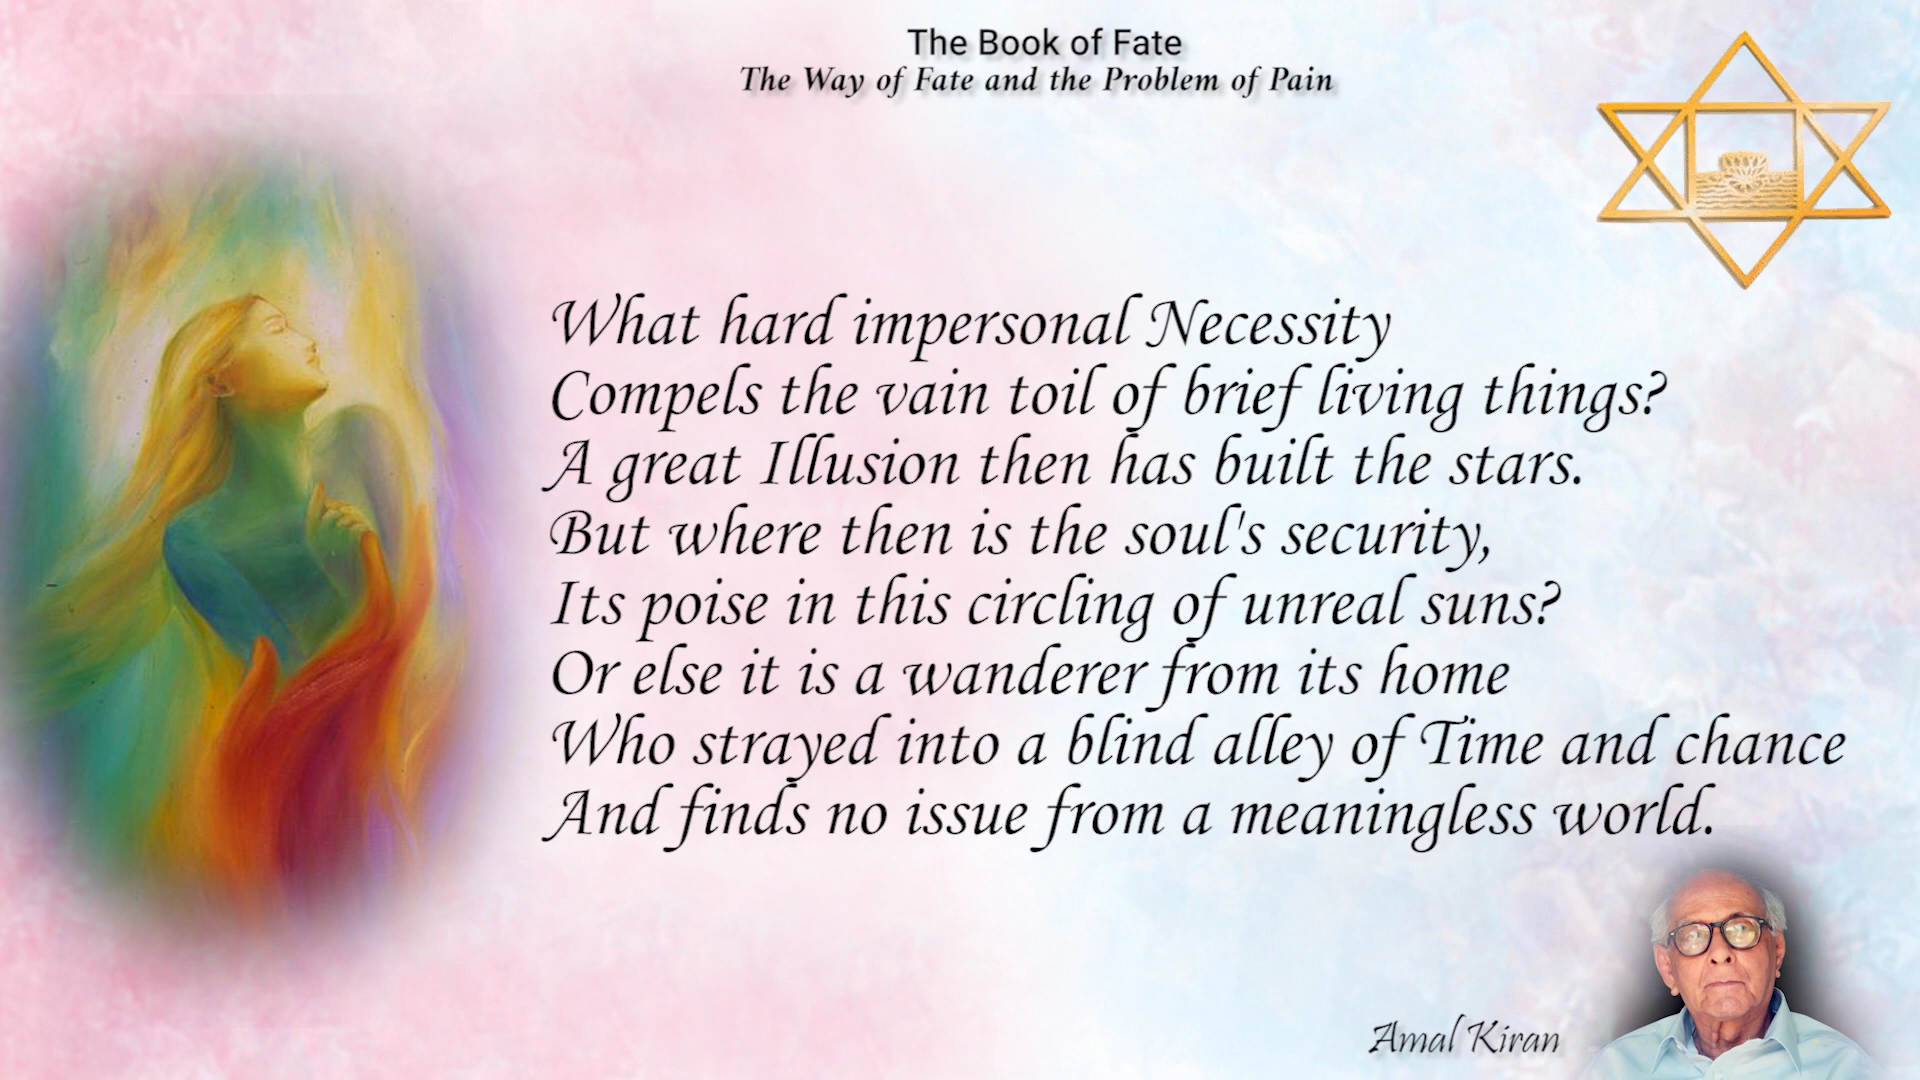 The Book of Fate
The Way of Fate and the Problem of Pain
What hard impersonal Necessity
Compels the vain toil of brief living things?
A great Illusion then has built the stars.
But where then is the soul's security,
Its poise in this circling of unreal suns?
Or else it is a wanderer from its home
Who strayed into a blind alley of Time and chance
And finds no issue from a meaningless world.
Amal Kiran